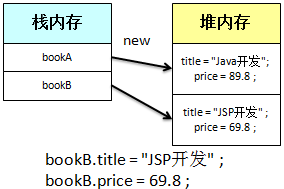 栈内存
堆内存
new
bookA
title = "Java开发";
price = 89.8 ;
bookB
title = "JSP开发" ;
price = 69.8 ;
bookB.title = "JSP开发" ;
bookB.price = 69.8 ;